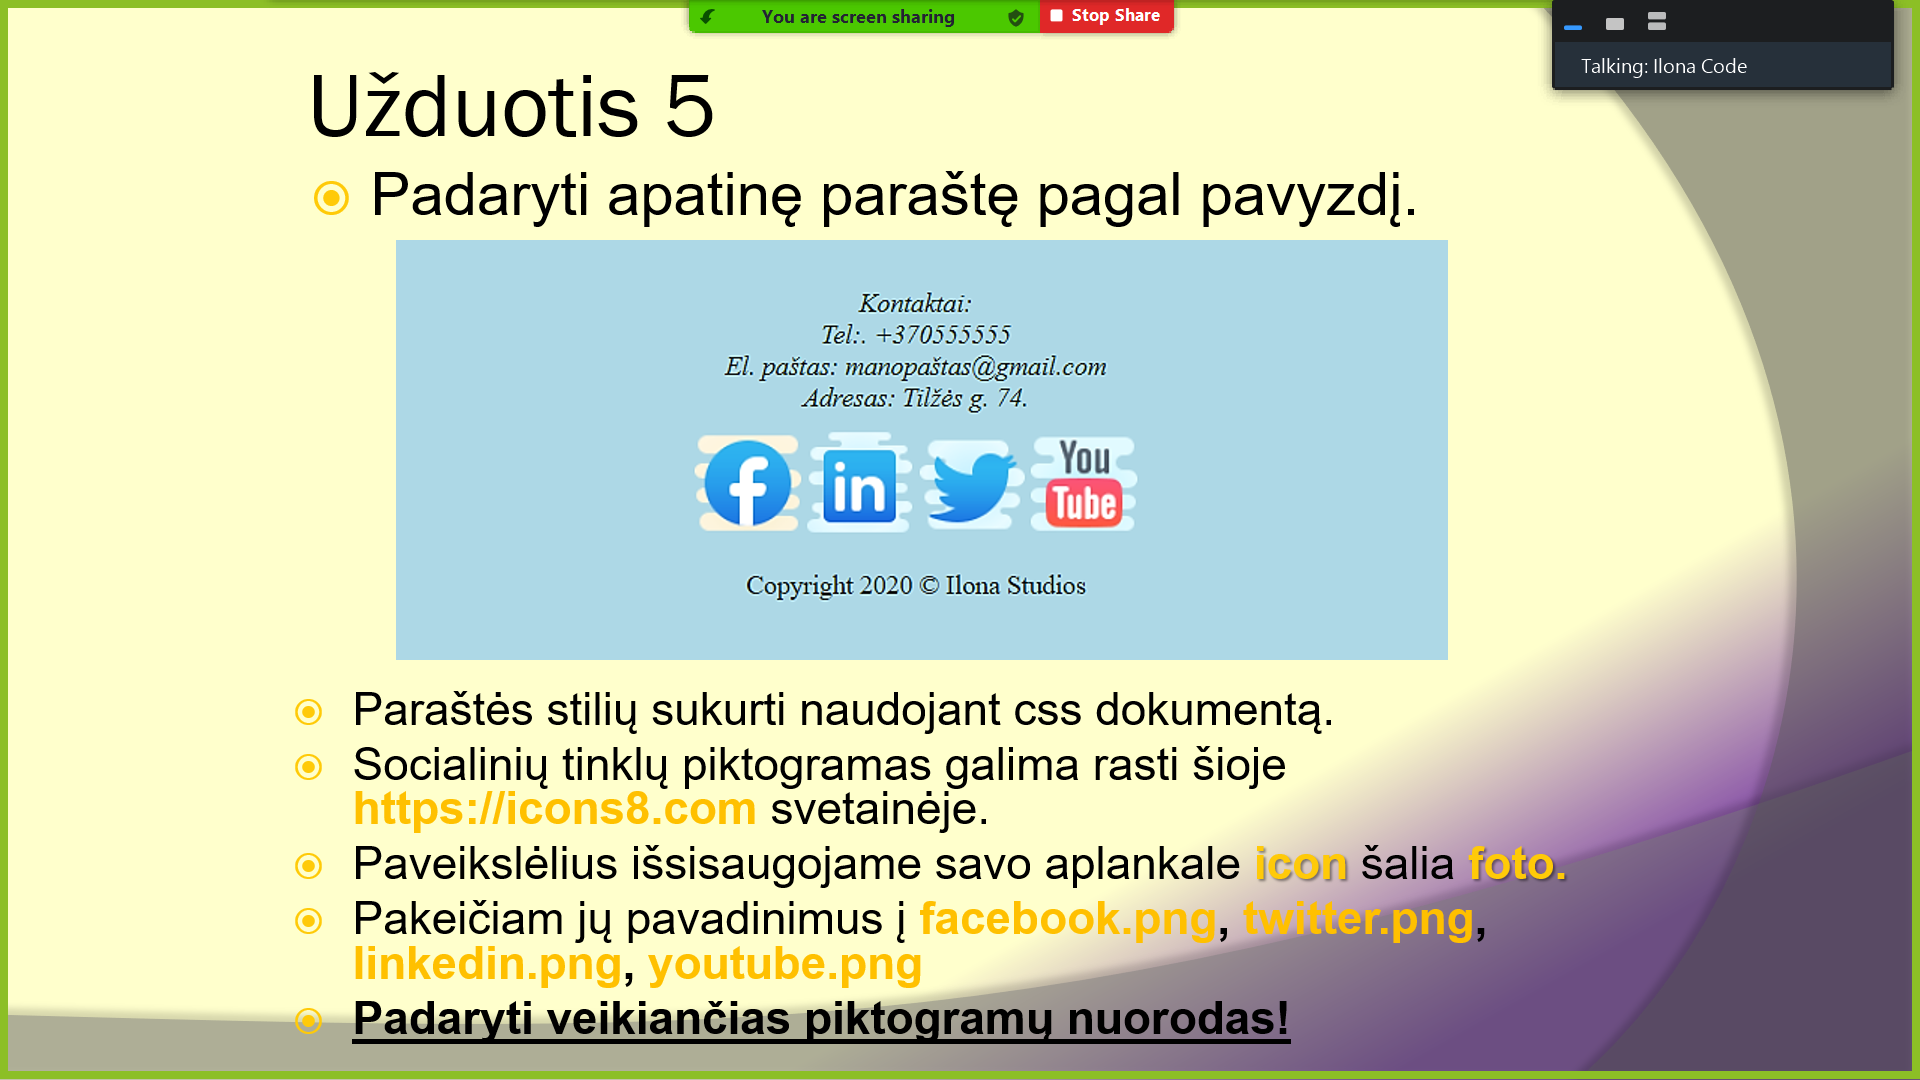 You are screen sharing
Stop Share
Talking: Ilona Code
Užduotis 5
Padaryti apatinę paraštę pagal pavyzdį.
Kontaktai:
Tel:. +370555555
El. paštas: manopaštas@gmail.com
Adresas: Tilžės g. 74.
f
in
You
Tube
Copyright 2020 © Ilona Studios
Paraštės stilių sukurti naudojant css dokumentą.
Socialinių tinklų piktogramas galima rasti šioje
https://icons8.com svetainėje.
Paveikslėlius išsisaugojame savo aplankale icon šalia foto.
Pakeičiam jų pavadinimus į facebook.png, twitter.png,
linkedin.png, youtube.png
Padaryti veikiančias piktogramų nuorodas!